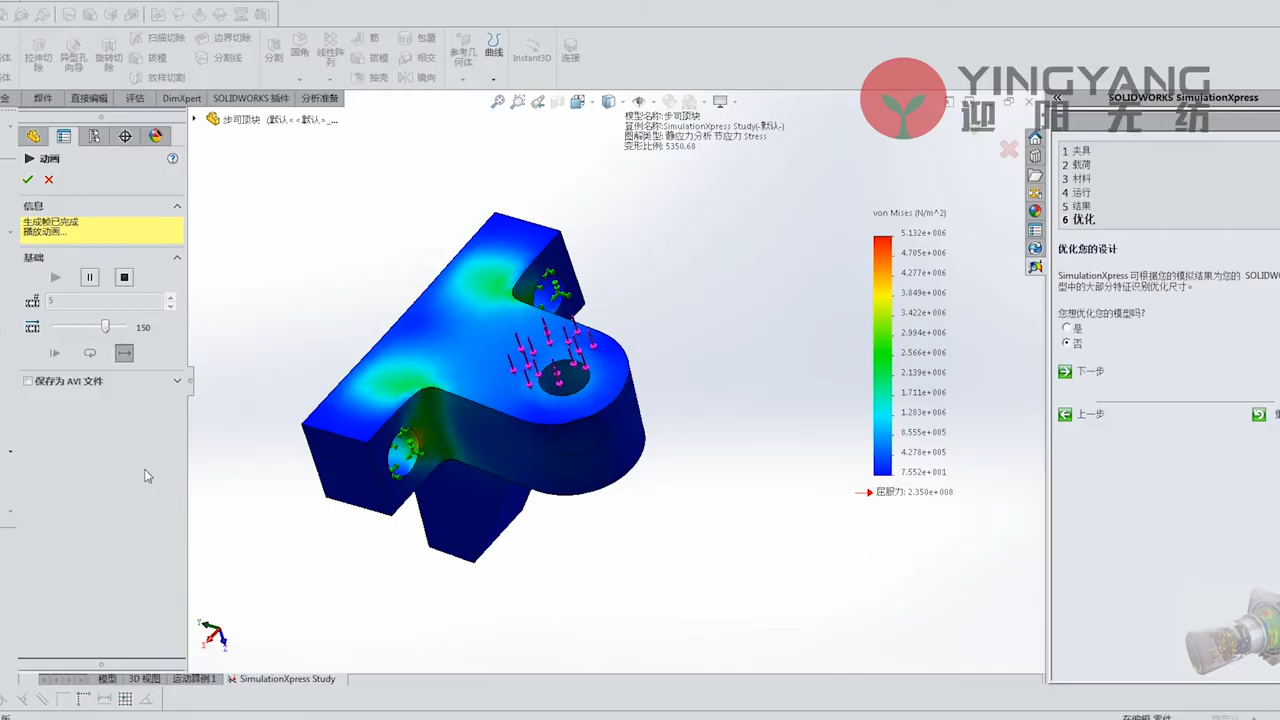 扫描切除
边界切除
筋
包覆
拉伸切除
异型孔向导
旋转切除
拔模
分割线
分割
圆角
线性阵列
拔模
相交
参考几何体
曲线
Instant3D
连接
放样切割
抽壳
镜向
焊件
直接编辑
评估
DimXpert
SOLIDWORKS 插件
分析准备
YINGYANG
迎阳无纺
SOLIDWORKS SimulationXpress
步司顶块 (默认<<默认>_...
模型名称:步司顶块
算例名称:SimulationXpress Study(-默认-)
图解类型: 静应力分析 节应力 Stress
变形比例: 5350.68
动画
信息
生成帧已完成
播放动画...
基础
5
150
保存为 AVI 文件
von Mises (N/m^2)
5.132e+006
4.705e+006
4.277e+006
3.849e+006
3.422e+006
2.994e+006
2.566e+006
2.139e+006
1.711e+006
1.283e+006
8.555e+005
4.278e+005
7.552e+001
屈服力: 2.350e+008
1 夹具
2 载荷
3 材料
4 运行
5 结果
6 优化
优化您的设计
SimulationXpress 可根据您的模拟结果为您的 SOLIDW
型中的大部分特征识别优化尺寸。
您想优化您的模型吗?
是
否
下一步
上一步
Y
X
Z
模型
3D 视图
运动算例1
SimulationXpress Study
在编辑 零件